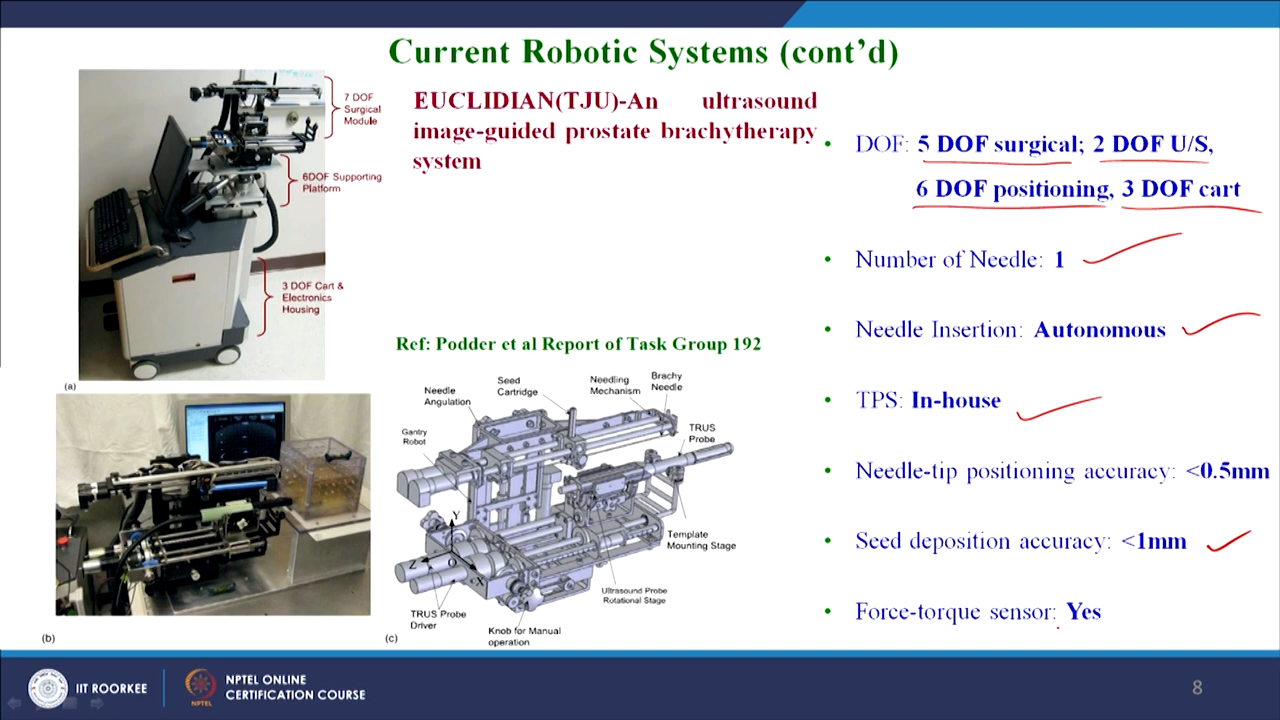 Current Robotic Systems (cont’d)
7 DOF
Surgical
Module
6DOF Supporting
Platform
3 DOF Cart &
Electronics
Housing
(a)
EUCLIDIAN(TJU)-An ultrasound
image-guided prostate brachytherapy
system
Ref: Podder et al Report of Task Group 192
(b)
Needle
Angulation
Seed
Cartridge
Needling
Mechanism
Brachy
Needle
Gantry
Robot
TRUS
Probe
Y
Z
O
X
Template
Mounting Stage
Ultrasound Probe
Rotational Stage
TRUS Probe
Driver
Knob for Manual
operation
(c)
• DOF: 5 DOF surgical; 2 DOF U/S,
6 DOF positioning, 3 DOF cart
• Number of Needle: 1
• Needle Insertion: Autonomous
• TPS: In-house
• Needle-tip positioning accuracy: <0.5mm
• Seed deposition accuracy: <1mm
• Force-torque sensor: Yes
IIT ROORKEE
NPTEL
NPTEL ONLINE
CERTIFICATION COURSE
8